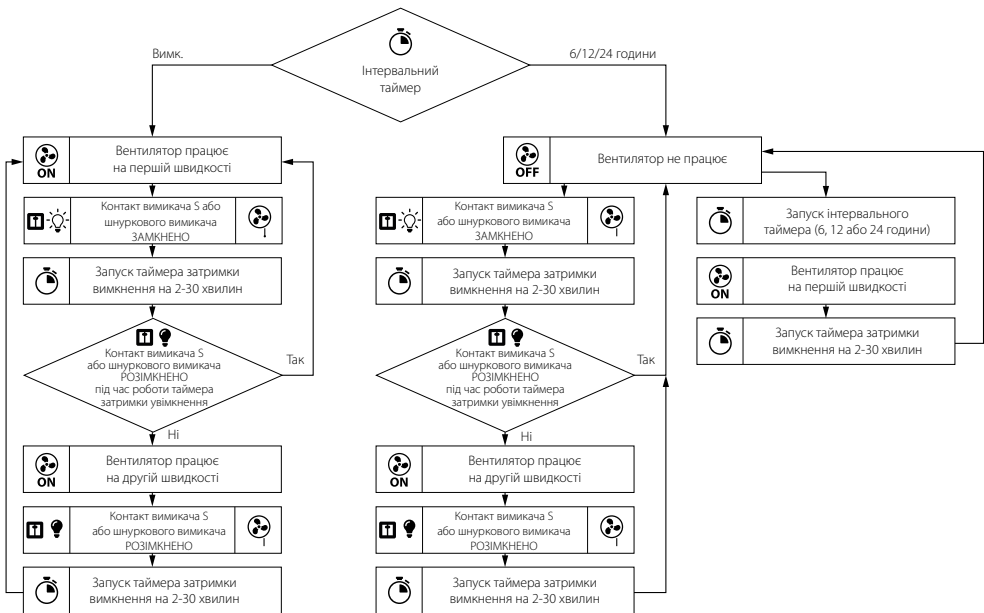 Вимк.
6/12/24 години
Інтервальний
таймер
ON
Вентилятор працює
на першій швидкості
Контакт вимикача S або
шнуркового вимикача
ЗАМКНЕНО
Запуск таймера затримки
вимкнення на 2-30 хвилин
Контакт вимикача S
або шнуркового вимикача
РОЗІМКНЕНО
під час роботи таймера
затримки увімкнення
Так
Ні
ON
Вентилятор працює
на другій швидкості
Контакт вимикача S
або шнуркового вимикача
РОЗІМКНЕНО
Запуск таймера затримки
вимкнення на 2-30 хвилин
OFF
Вентилятор не працює
Контакт вимикача S
або шнуркового вимикача
ЗАМКНЕНО
Запуск таймера затримки
вимкнення на 2-30 хвилин
Контакт вимикача S
або шнуркового вимикача
РОЗІМКНЕНО
під час роботи таймера
затримки увімкнення
Так
Ні
ON
Вентилятор працює
на другій швидкості
Контакт вимикача S
або шнуркового вимикача
РОЗІМКНЕНО
Запуск таймера затримки
вимкнення на 2-30 хвилин
Запуск інтервального
таймера (6, 12 або 24 години)
ON
Вентилятор працює
на першій швидкості
Запуск таймера затримки
вимкнення на 2-30 хвилин